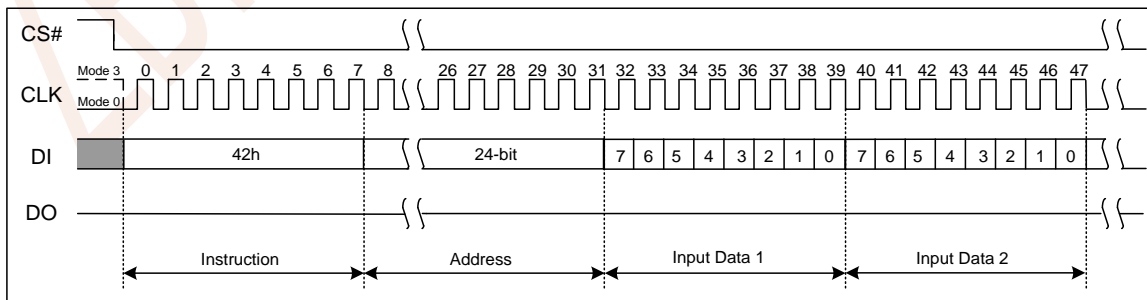 CS#
Mode 3 0 1 2 3 4 5 6 7 8 26 27 28 29 30 31 32 33 34 35 36 37 38 39 40 41 42 43 44 45 46 47
CLK
Mode 0
DI 42h 24-bit 7 6 5 4 3 2 1 0 7 6 5 4 3 2 1 0
DO
Instruction Address Input Data 1 Input Data 2